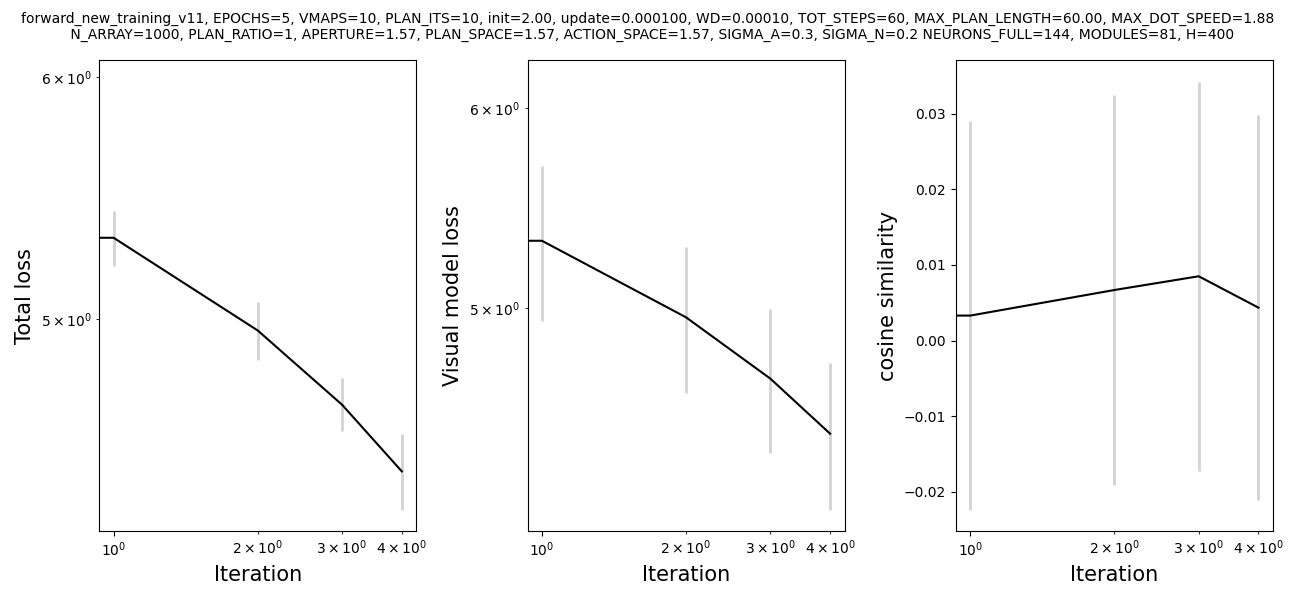 forward_new_training_v11, EPOCHS=5, VMAPS=10, PLAN_ITS=10, init=2.00, update=0.000100, WD=0.00010, TOT_STEPS=60, MAX_PLAN_LENGTH=60.00, MAX_DOT_SPEED=1.88
N_ARRAY=1000, PLAN_RATIO=1, APERTURE=1.57, PLAN_SPACE=1.57, ACTION_SPACE=1.57, SIGMA_A=0.3, SIGMA_N=0.2 NEURONS_FULL=144, MODULES=81, H=400
Total loss
6 × 10⁰
5 × 10⁰
10⁰ 2 × 10⁰ 3 × 10⁰ 4 × 10⁰
Iteration
Visual model loss
6 × 10⁰
5 × 10⁰
10⁰ 2 × 10⁰ 3 × 10⁰ 4 × 10⁰
Iteration
cosine similarity
0.03
0.02
0.01
0.00
−0.01
−0.02
10⁰ 2 × 10⁰ 3 × 10⁰ 4 × 10⁰
Iteration